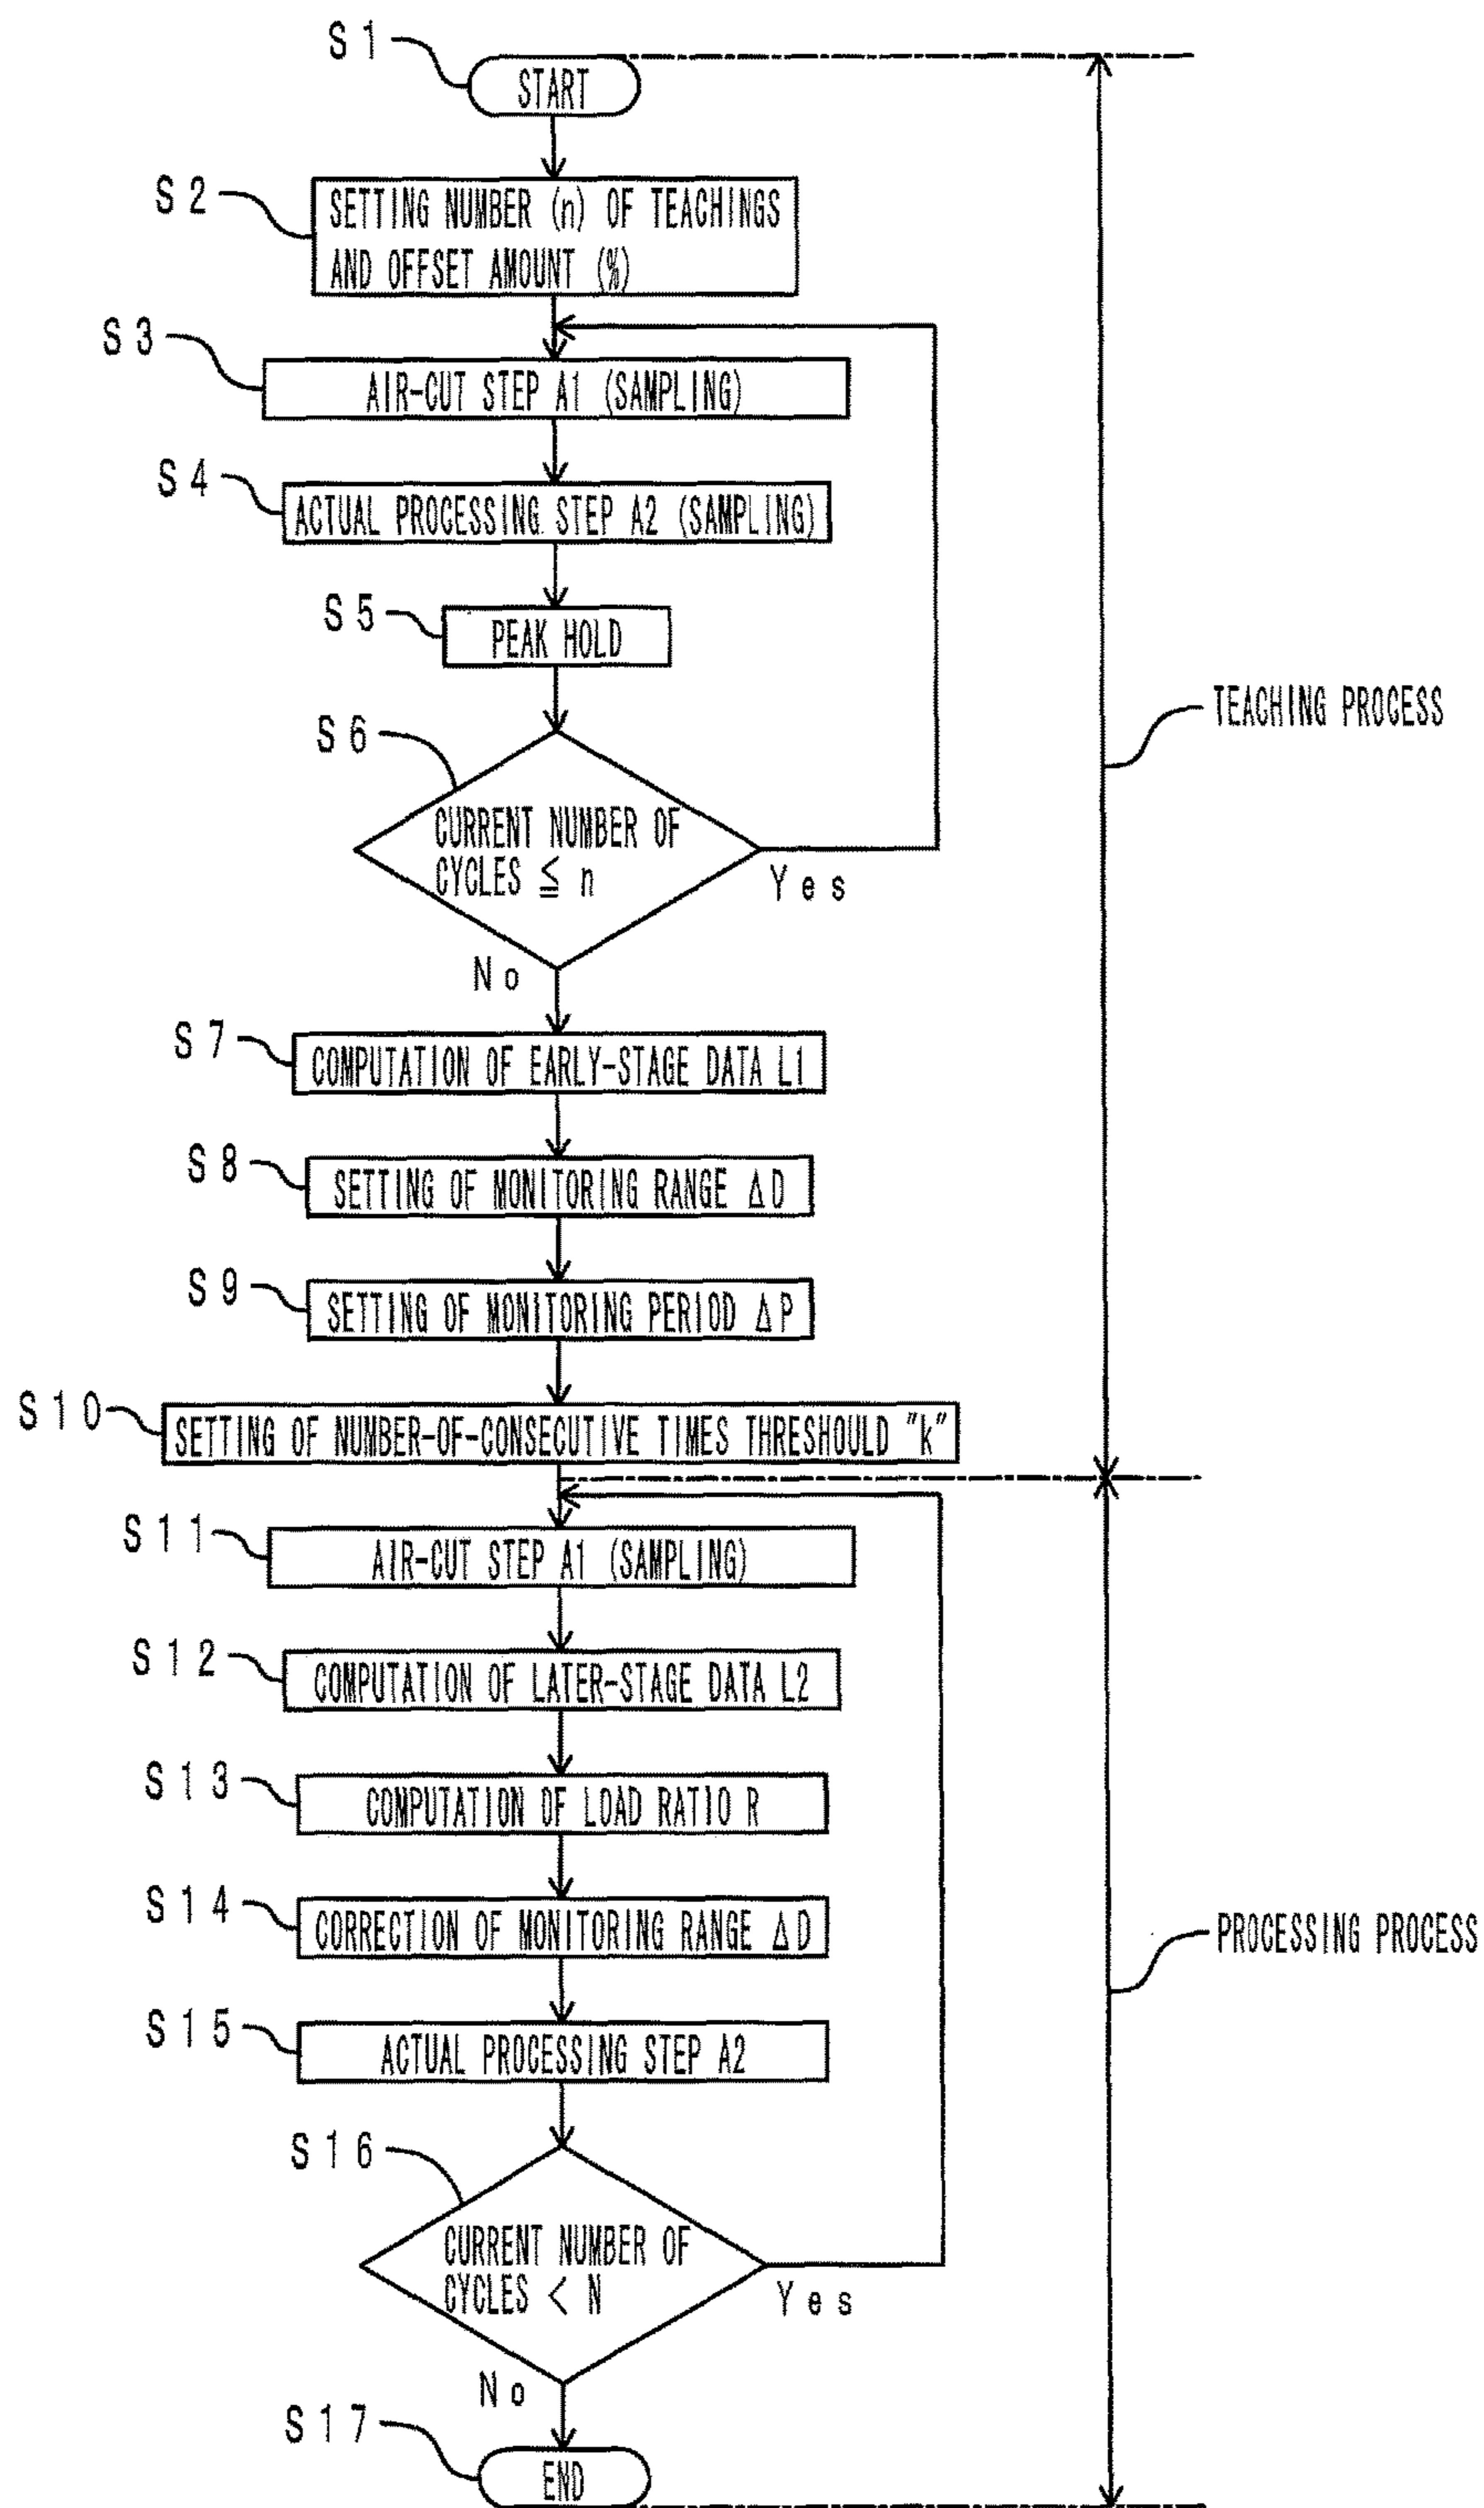 S1
START
S2
SETTING NUMBER (n) OF TEACHINGS
AND OFFSET AMOUNT (%)
S3
AIR-CUT STEP A1 (SAMPLING)
S4
ACTUAL PROCESSING STEP A2 (SAMPLING)
S5
PEAK HOLD
TEACHING PROCESS
S6
CURRENT NUMBER OF
CYCLES ≦ n
Yes
No
S7
COMPUTATION OF EARLY-STAGE DATA L1
S8
SETTING OF MONITORING RANGE ΔD
S9
SETTING OF MONITORING PERIOD ΔP
S10
SETTING OF NUMBER-OF-CONSECUTIVE TIMES THRESHOULD "k"
S11
AIR-CUT STEP A1 (SAMPLING)
S12
COMPUTATION OF LATER-STAGE DATA L2
S13
COMPUTATION OF LOAD RATIO R
S14
CORRECTION OF MONITORING RANGE ΔD
PROCESSING PROCESS
S15
ACTUAL PROCESSING STEP A2
S16
CURRENT NUMBER OF
CYCLES < N
Yes
No
S17
END